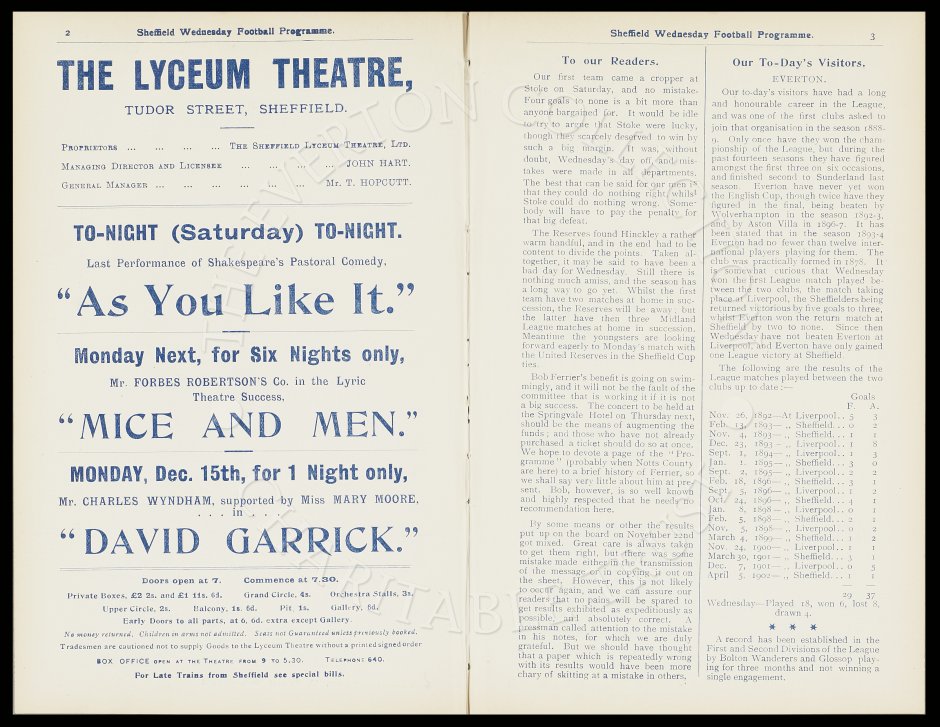 2 Sheffield Wednesday Football Programme.
THE LYCEUM THEATRE,
TUDOR STREET, SHEFFIELD.
PROPRIETORS ... ... ... ... THE SHEFFIELD LYCEUM THEATRE, LTD.
MANAGING DIRECTOR AND LICENSEE ... ... ... ... JOHN HART.
GENERAL MANAGER ... ... ... ... ... ... MR. T. HOPCUTT.
TO-NIGHT (Saturday) TO-NIGHT.
Last Performance of Shakespeare's Pastoral Comedy,
"As You Like It."
Monday Next, for Six Nights only,
Mr. FORBES ROBERTSON'S Co. in the Lyric
Theatre Success,
"MICE AND MEN."
MONDAY, Dec. 15th, for 1 Night only,
Mr. CHARLES WYNDHAM, supported by Miss MARY MOORE,
. . . in . . .
"DAVID GARRICK."
Doors open at 7. Commence at 7.30.
Private Boxes, £2 2s. and £1 11s. 6d. Grand Circle, 4s. Orchestra Stalls, 3s.
Upper Circle, 2s. Balcony, 1s. 6d. Pit 1s. Gallery, 6d.
Early Doors to all parts, at 6, 6d. extra except Gallery
No money returned. Children in arms not admitted. Seats not Guaranteed unless previously booked.
Tradesmen are cautioned not to supply Goods to the Lyceum Theatre without a printed signed order
BOX OFFICE OPEN AT THE THEATRE FROM 9 TO 5.30. TELEPHONE 640.
For Late Trains from Sheffield see special bills.
Sheffield Wednesday Football Programme. 3
To our Readers.
Our first team came a cropper at
Stoke on Saturday, and no mistake.
Four goals to none is a bit more than
anyone bargained for. It would be idle
to try to argue that Stoke were lucky,
though they scarcely deserved to win by
such a big margin. It was, without
doubt, Wednesday's day off, and mis-
takes were made in all departments.
The best that can be said for our men is
that they could do nothing right, whilst
Stoke could do nothing wrong. Some-
body will have to pay the penalty for
that big defeat.
The Reserves found Hinckley a rather
warm handful, and in the end had to be
content to divide the points. Taken al-
together, it may be said to have been a
bad day for Wednesday. Still there is
nothing much amiss, and the season has
a long way to go yet. Whilst the first
team have two matches at home in suc-
cession, the Reserves will be away; but
the latter have then three Midland
League matches at home in succession.
Meantime the youngsters are looking
forward eagerly to Monday's match with
the United Reserves in the Sheffield Cup
ties.
Bob Ferrier's benefit is going on swim-
mingly, and it will not be the fault of the
committee that is working it if it is not
a big success. The concert to be held at
the Springvale Hotel on Thursday next,
should be the means of augmenting the
funds; and those who have not already
purchased a ticket should do so at once.
We hope to devote a page of the "Pro-
gramme" (probably when Notts County
are here) to a brief history of Ferrier, so
we shall say very little about him at pre-
sent. Bob, however, is so well known
and highly respected that he needs no
recommendation here.
By some means or other the results
put up on the board on November 22nd
got mixed. Great care is always taken
to get them right, but there was some
mistake made either in the transmission
of the message or in copying it out on
the sheet. However, this is not likely
to occur again, and we can assure our
readers that no pains will be spared to
get results exhibited as expeditiously as
possible, and absolutely correct. A
pressman called attention to the mistake
in his notes, for which we are duly
grateful. But we should have thought
that a paper which is repeatedly wrong
with its results would have been more
chary of skitting at a mistake in others.
Our To-Day's Visitors.
EVERTON.
Our to-day's visitors have had a long
and honourable career in the League,
and was one of the first clubs asked to
join that organisation in the season 1888-
9. Only once have they won the cham-
pionship of the League, but during the
past fourteen seasons they have figured
amongst the first three on six occasions,
and finished second to Sunderland last
season. Everton have never yet won
the English Cup, though twice have they
figured in the final, being beaten by
Wolverhampton in the season 1892-3,
and by Aston Villa in 1896-7. It has
been stated that in the season 1803-4
Everton had no fewer than twelve inter-
national players playing for them. The
club was practically formed in 1878. It
is somewhat curious that Wednesday
won the first League match played be-
tween the two clubs, the match taking
place at Liverpool, the Sheffielders being
returned victorious by five goals to three,
whilst Everton won the return match at
Sheffield by two to none. Since then
Wednesday have not beaten Everton at
Liverpool, and Everton have only gained
one League victory at Sheffield.
The following are the results of the
League matches played between the two
clubs up to date:—
Goals
F. A.
Nov. 26, 1892—At Liverpool.. 5 3
Feb. 13, 1893— ,, Sheffield... 0 2
Nov. 4, 1893— ,, Sheffield... 1 1
Dec. 23, 1893— ,, Liverpool.. 1 8
Sept. 1, 1894— ,, Liverpool.. 1 3
Jan. 1, 1895— ,, Sheffield... 3 0
Sept. 2, 1895— ,, Liverpool.. 2 2
Feb. 18, 1896— ,, Sheffield... 3 1
Sept. 5, 1896— ,, Liverpool.. 1 2
Oct. 24, 1896— ,, Sheffield... 4 1
Jan. 8, 1898— ,, Liverpool.. 0 1
Feb. 5, 1898— ,, Sheffield... 2 1
Nov. 5, 1898— ,, Liverpool.. 0 2
March 4, 1899— ,, Sheffield... 1 2
Nov. 24, 1900— ,, Liverpool.. 1 1
March 30, 1901— ,, Sheffield... 3 1
Dec. 7, 1901— ,, Liverpool.. 0 5
April 5, 1902— ,, Sheffield... 1 1
29 37
Wednesday—Played 18, won 6, lost 8,
drawn 4.
* * *
A record has been established in the
First and Second Divisions of the League
by Bolton Wanderers and Glossop play-
ing for three months and not winning a
single engagement.